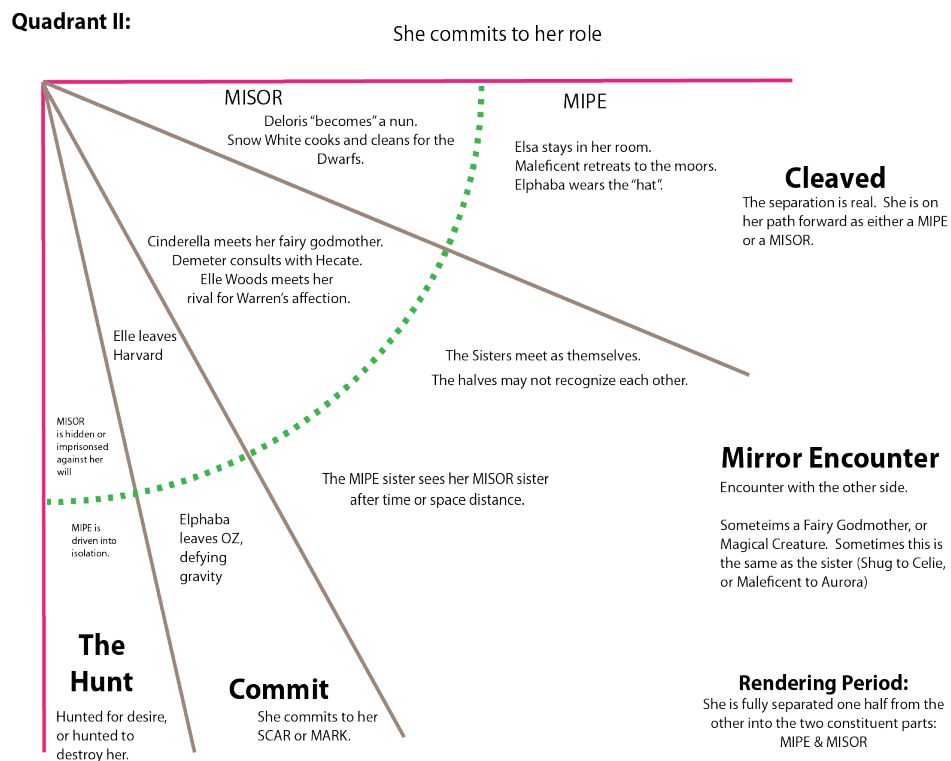 Quadrant II:
She commits to her role
MISOR
Deloris “becomes” a nun.
Snow White cooks and cleans for the
Dwarfs.
MIPE
Elsa stays in her room.
Maleficent retreats to the moors.
Elphaba wears the “hat”.
Cleaved
The separation is real.  She is on
her path forward as either a MIPE
or a MISOR.
Cinderella meets her fairy godmother.
Demeter consults with Hecate.
Elle Woods meets her
rival for Warren’s affection.
The Sisters meet as themselves.
The halves may not recognize each other.
The MIPE sister sees her MISOR sister
after time or space distance.
Mirror Encounter
Encounter with the other side.
Someteims a Fairy Godmother, or
Magical Creature.  Sometimes this is
the same as the sister (Shug to Celie,
or Maleficent to Aurora)
Elle leaves
Harvard
Elphaba
leaves OZ,
defying
gravity
Commit
She commits to her
SCAR or MARK.
MISOR
is hidden or
imprisonsed
against her
will
MIPE is
driven into
isolation.
The
Hunt
Hunted for desire,
or hunted to
destroy her.
Rendering Period:
She is fully separated one half from the
other into the two constituent parts:
MIPE & MISOR